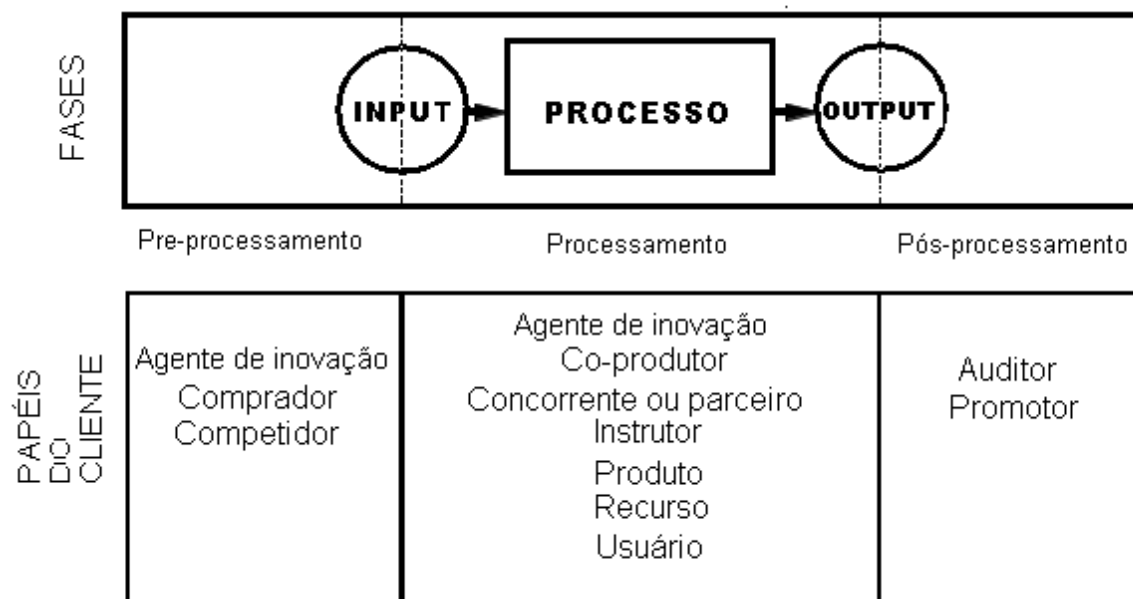 FASES
INPUT
PROCESSO
OUTPUT
Pre-processamento
Processamento
Pós-processamento
PAPÉIS
DO
CLIENTE
Agente de inovação
Comprador
Competidor
Agente de inovação
Co-produtor
Concorrente ou parceiro
Instrutor
Produto
Recurso
Usuário
Auditor
Promotor